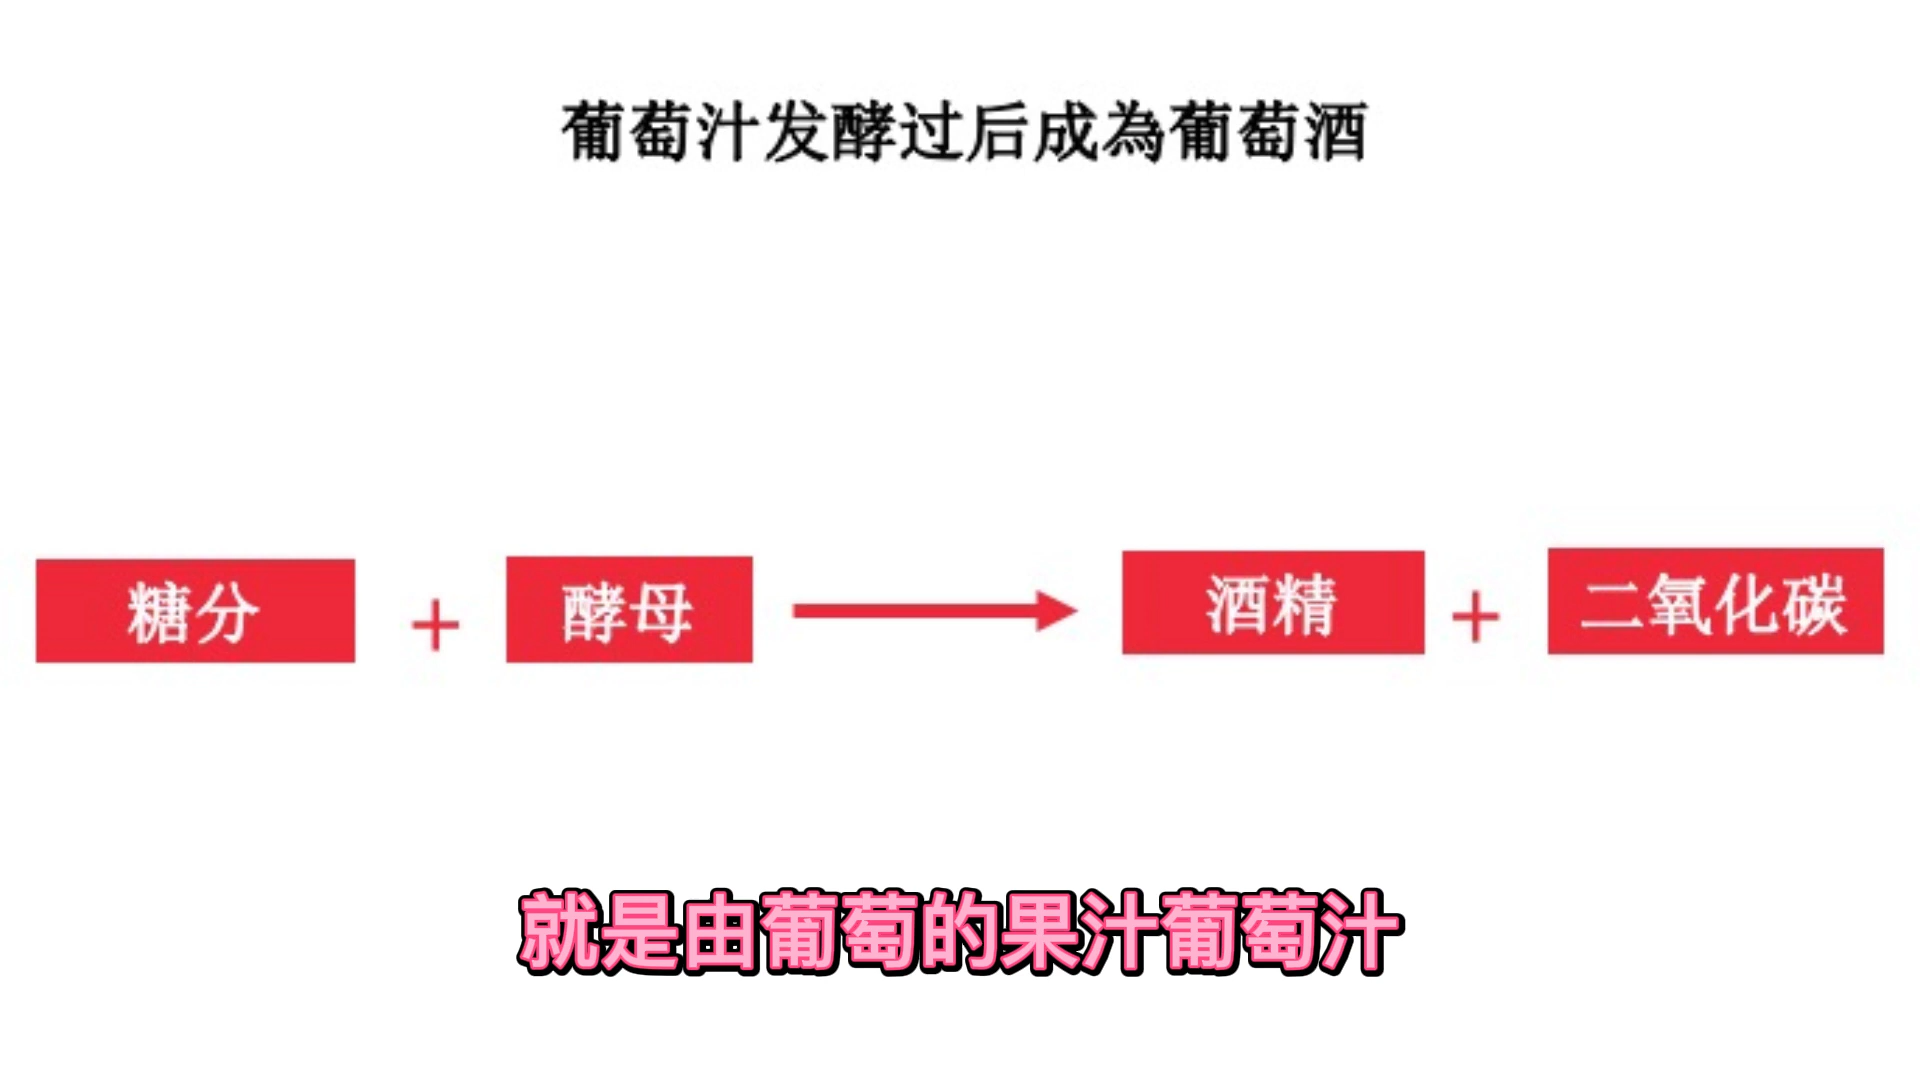 葡萄汁发酵过后成為葡萄酒
糖分 + 酵母 → 酒精 + 二氧化碳
就是由葡萄的果汁葡萄汁